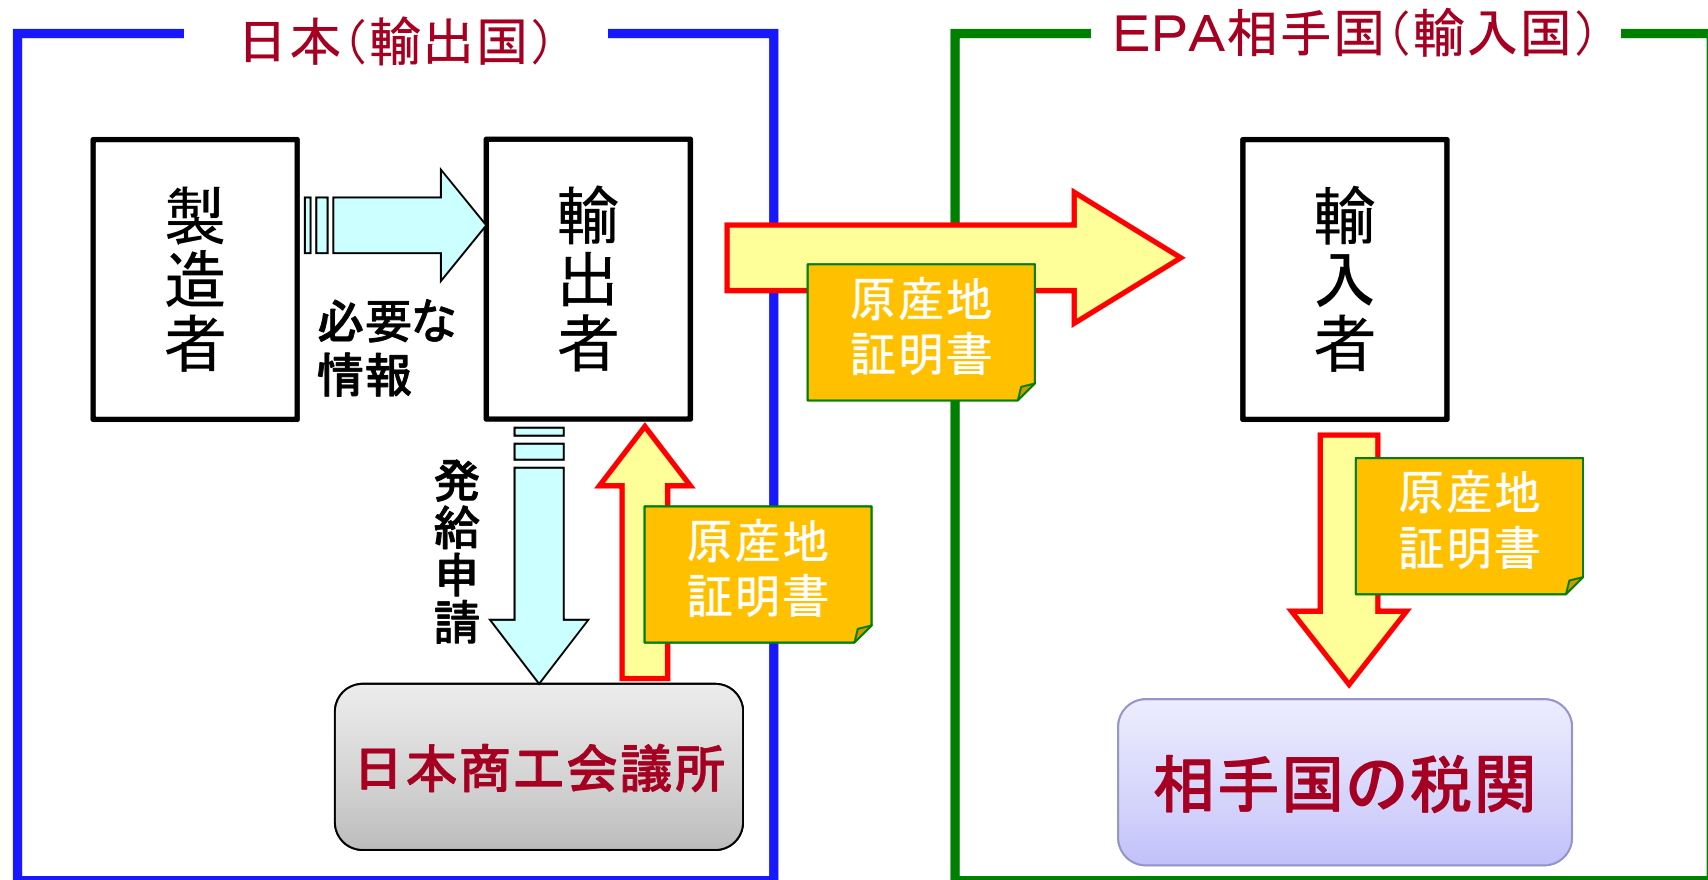 日本（輸出国）
EPA相手国（輸入国）
製造者
必要な
情報
輸出者
原産地
証明書
輸入者
発給申請
原産地
証明書
原産地
証明書
日本商工会議所
相手国の税関